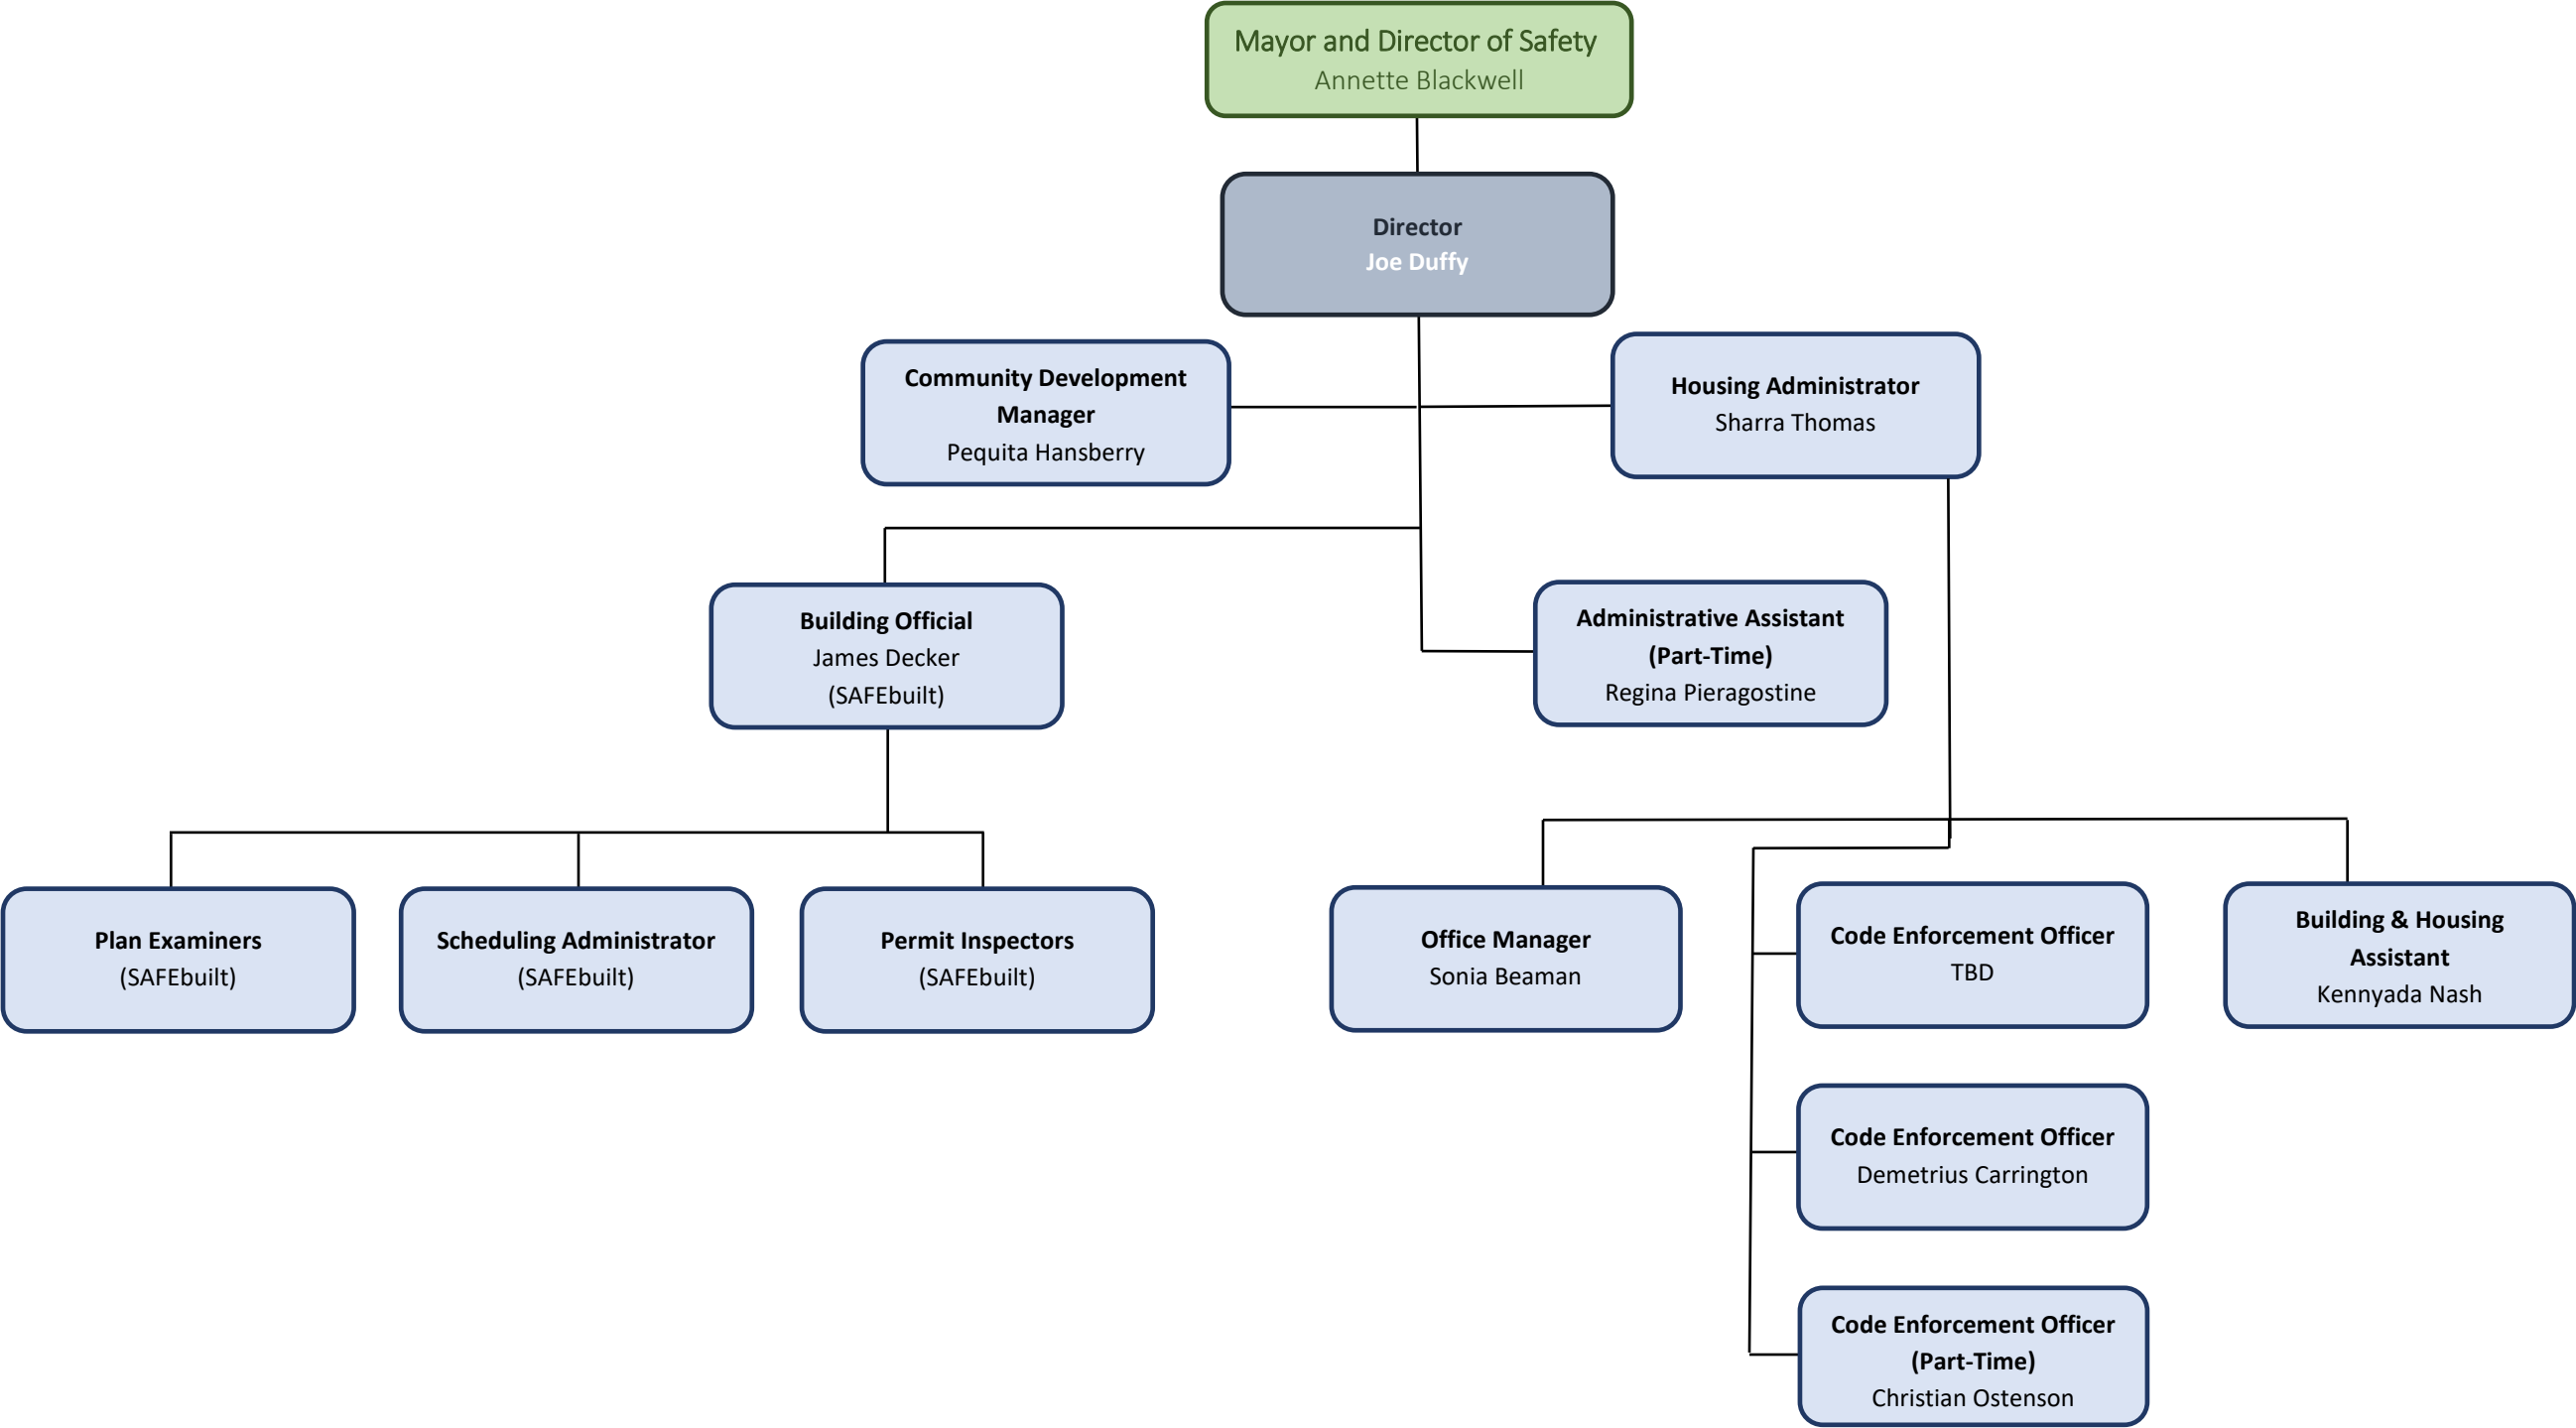 Mayor and Director of Safety
Annette Blackwell
Director
Joe Duffy
Community Development
Manager
Pequita Hansberry
Housing Administrator
Sharra Thomas
Building Official
James Decker
(SAFEbuilt)
Administrative Assistant
(Part-Time)
Regina Pieragostine
Plan Examiners
(SAFEbuilt)
Scheduling Administrator
(SAFEbuilt)
Permit Inspectors
(SAFEbuilt)
Office Manager
Sonia Beaman
Code Enforcement Officer
TBD
Building & Housing
Assistant
Kennyada Nash
Code Enforcement Officer
Demetrius Carrington
Code Enforcement Officer
(Part-Time)
Christian Ostenson